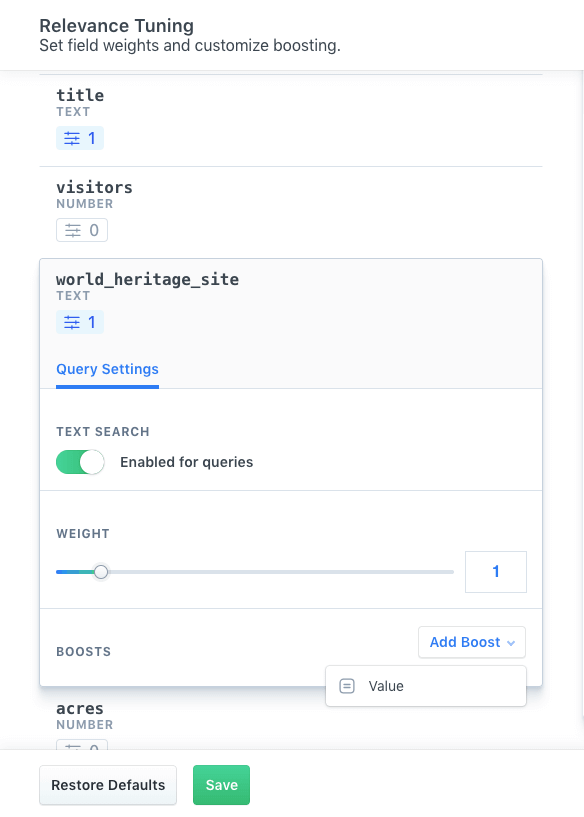 Relevance Tuning
Set field weights and customize boosting.
title
TEXT
1
visitors
NUMBER
0
world_heritage_site
TEXT
1
Query Settings
TEXT SEARCH
Enabled for queries
WEIGHT
1
BOOSTS
Add Boost
Value
acres
NUMBER
0
Restore Defaults
Save